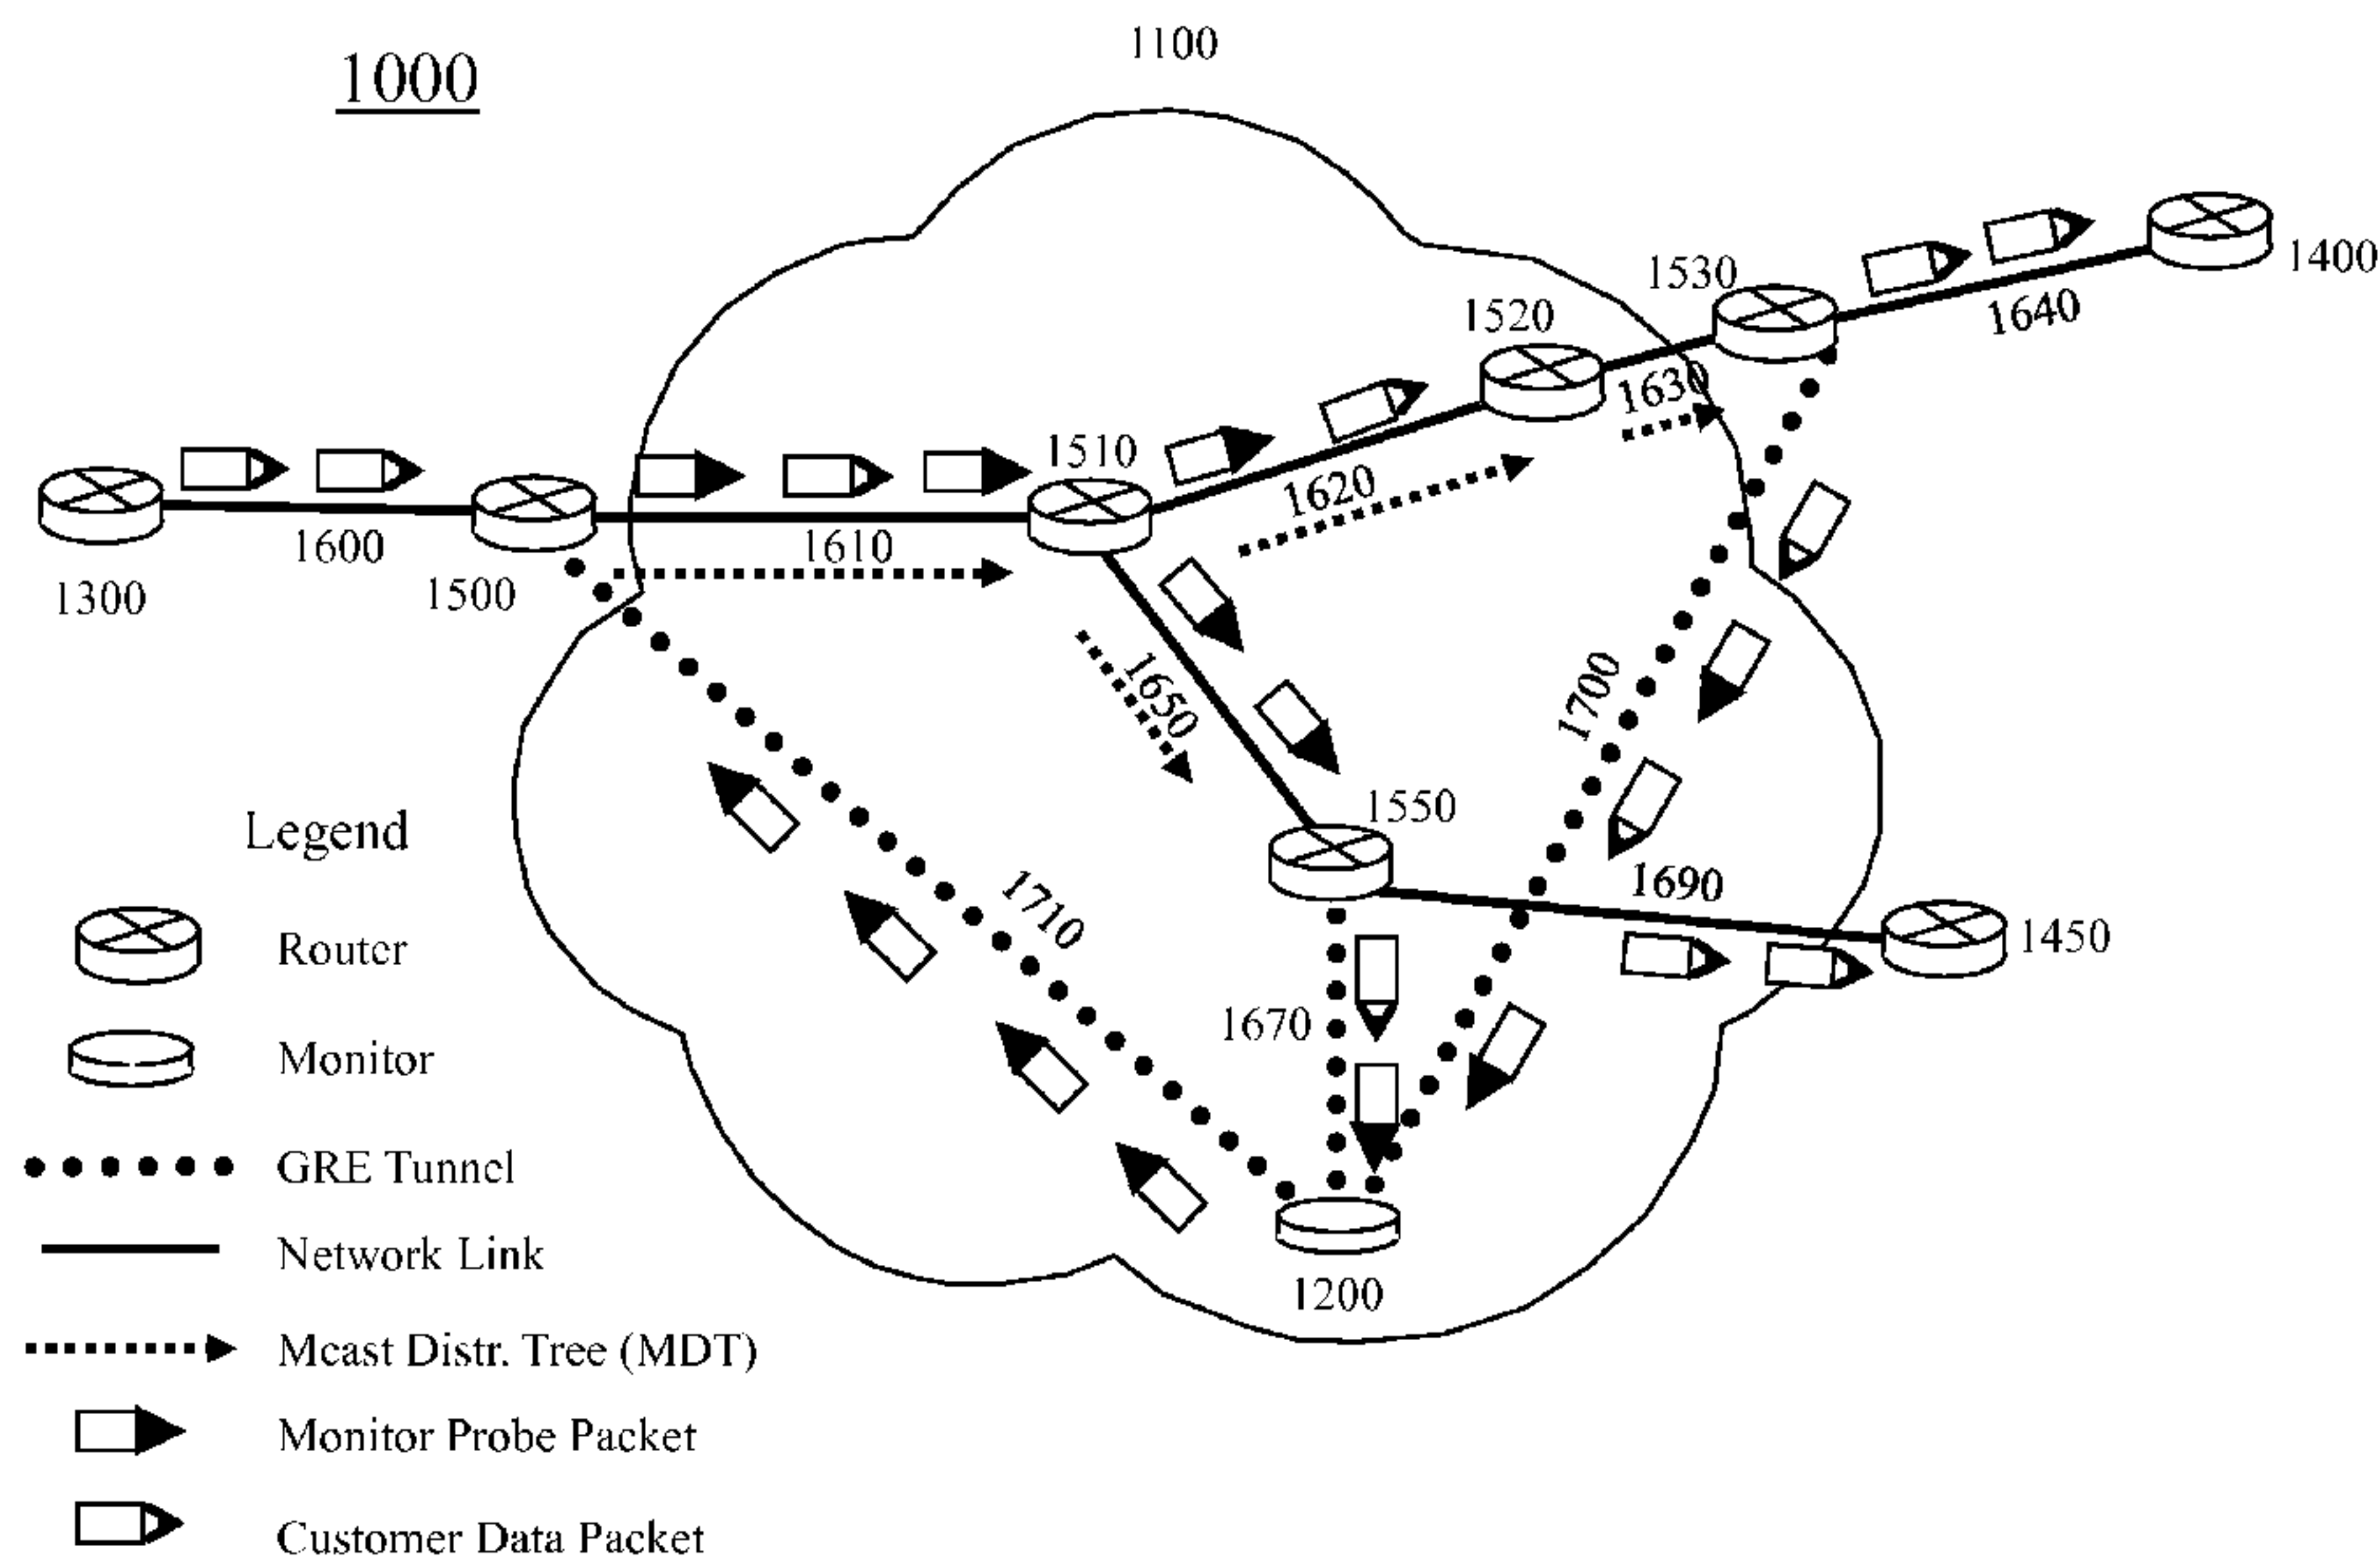 1100
1000
1400
1530
1640
1520
1630
1510
1620
1600
1610
1300
1500
1650
1700
1550
Legend
1690
1710
1450
Router
1670
Monitor
GRE Tunnel
Network Link
1200
Mcast Distr. Tree (MDT)
Monitor Probe Packet
Customer Data Packet